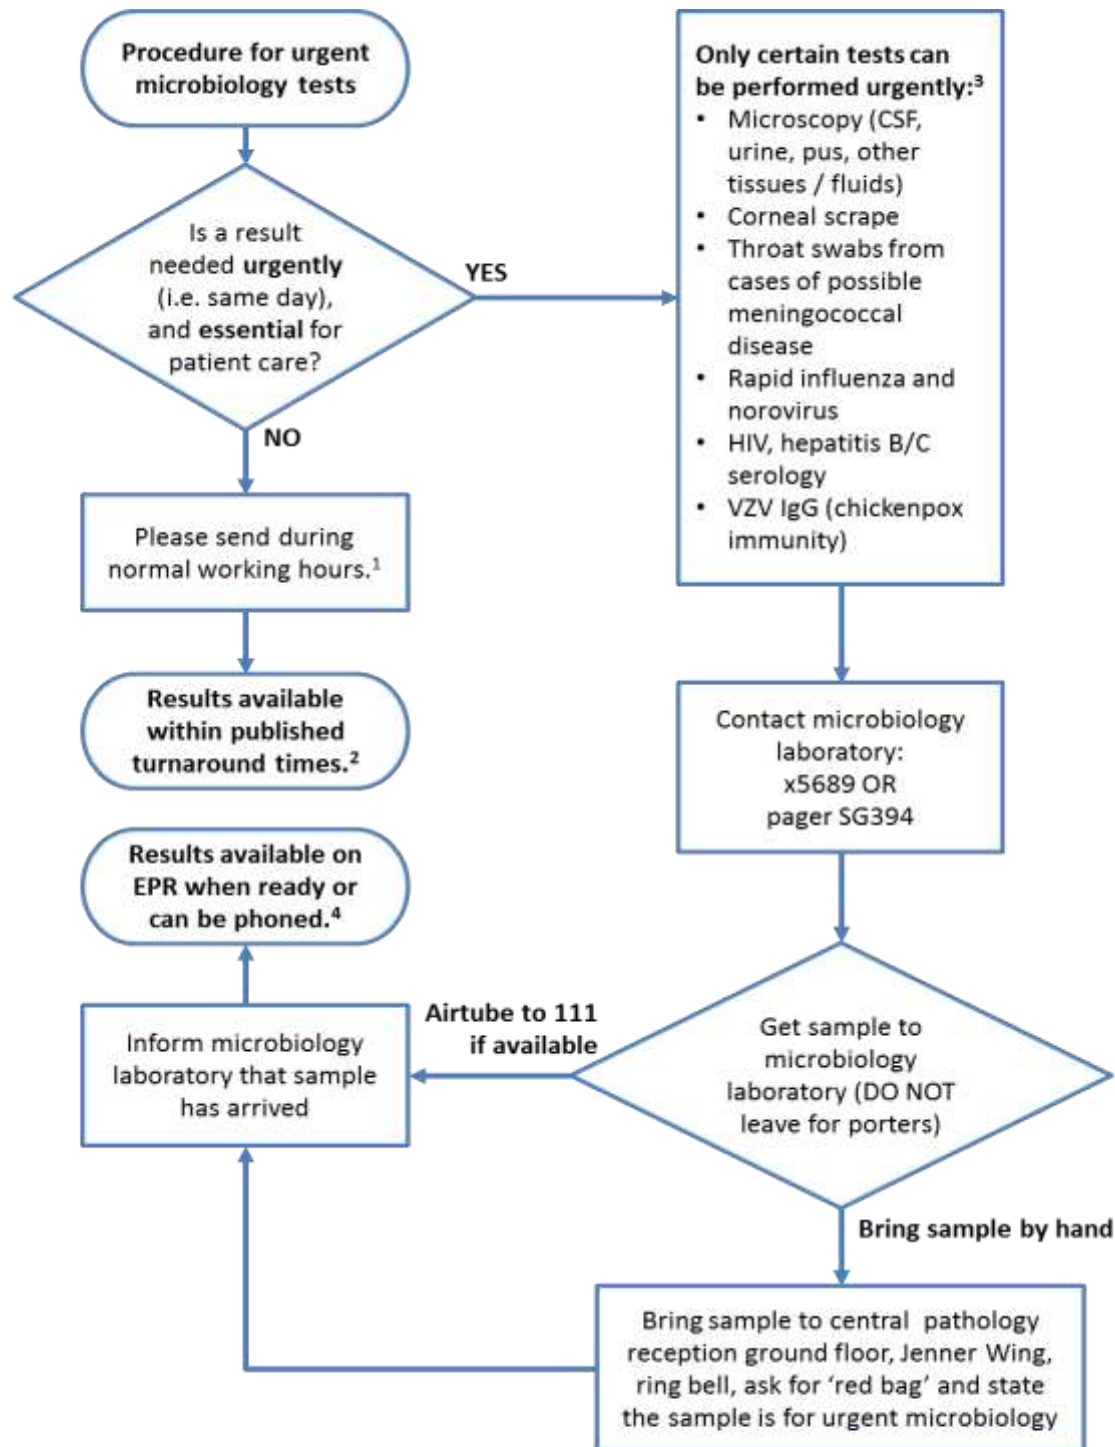 Procedure for urgent
microbiology tests
Is a result
needed urgently
(i.e. same day),
and essential for
patient care?
YES
NO
Only certain tests can
be performed urgently:³
• Microscopy (CSF,
urine, pus, other
tissues / fluids)
• Corneal scrape
• Throat swabs from
cases of possible
meningococcal
disease
• Rapid influenza and
norovirus
• HIV, hepatitis B/C
serology
• VZV IgG (chickenpox
immunity)
Please send during
normal working hours.¹
Results available
within published
turnaround times.²
Contact microbiology
laboratory:
x5689 OR
pager SG394
Get sample to
microbiology
laboratory (DO NOT
leave for porters)
Airtube to 111
if available
Bring sample by hand
Bring sample to central pathology
reception ground floor, Jenner Wing,
ring bell, ask for ‘red bag’ and state
the sample is for urgent microbiology
Inform microbiology
laboratory that sample
has arrived
Results available on
EPR when ready or
can be phoned.⁴